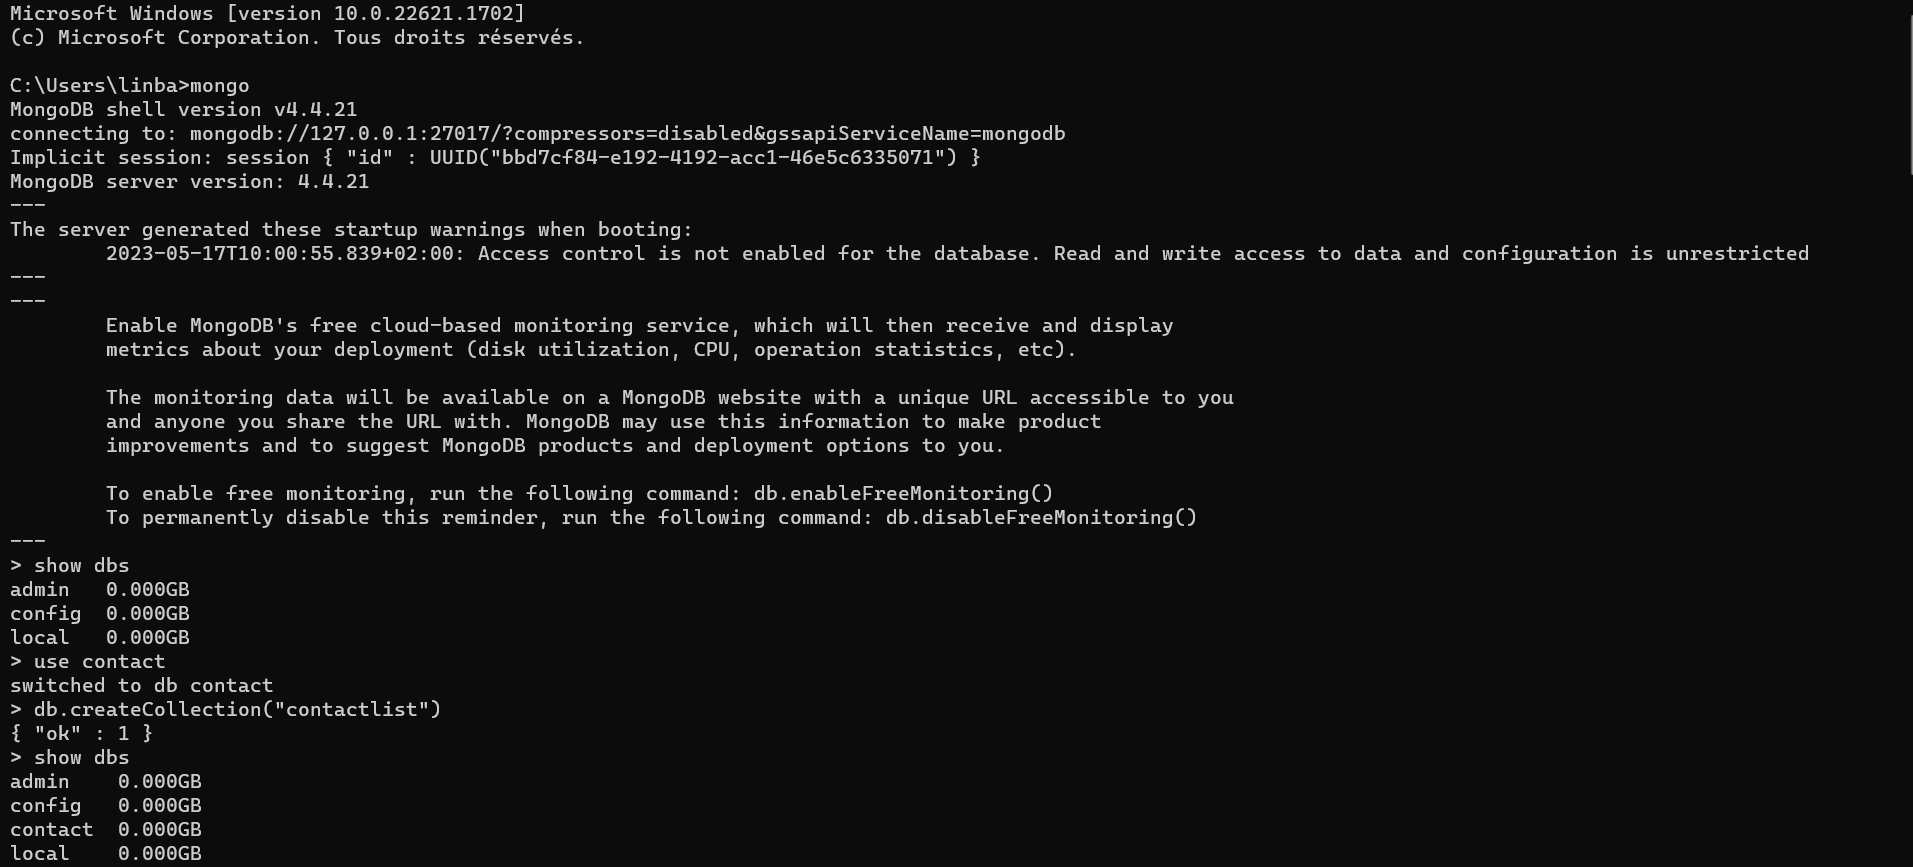 Microsoft Windows [version 10.0.22621.1702]
(c) Microsoft Corporation. Tous droits réservés.
C:\Users\linba>mongo
MongoDB shell version v4.4.21
connecting to: mongodb://127.0.0.1:27017/?compressors=disabled&gssapiServiceName=mongodb
Implicit session: session { "id" : UUID("bbd7cf84-e192-4192-acc1-46e5c6335071") }
MongoDB server version: 4.4.21
---
The server generated these startup warnings when booting:
2023-05-17T10:00:55.839+02:00: Access control is not enabled for the database. Read and write access to data and configuration is unrestricted
---
---
Enable MongoDB's free cloud-based monitoring service, which will then receive and display
metrics about your deployment (disk utilization, CPU, operation statistics, etc).
The monitoring data will be available on a MongoDB website with a unique URL accessible to you
and anyone you share the URL with. MongoDB may use this information to make product
improvements and to suggest MongoDB products and deployment options to you.
To enable free monitoring, run the following command: db.enableFreeMonitoring()
To permanently disable this reminder, run the following command: db.disableFreeMonitoring()
---
> show dbs
admin   0.000GB
config  0.000GB
local   0.000GB
> use contact
switched to db contact
> db.createCollection("contactlist")
{ "ok" : 1 }
> show dbs
admin    0.000GB
config   0.000GB
contact  0.000GB
local    0.000GB